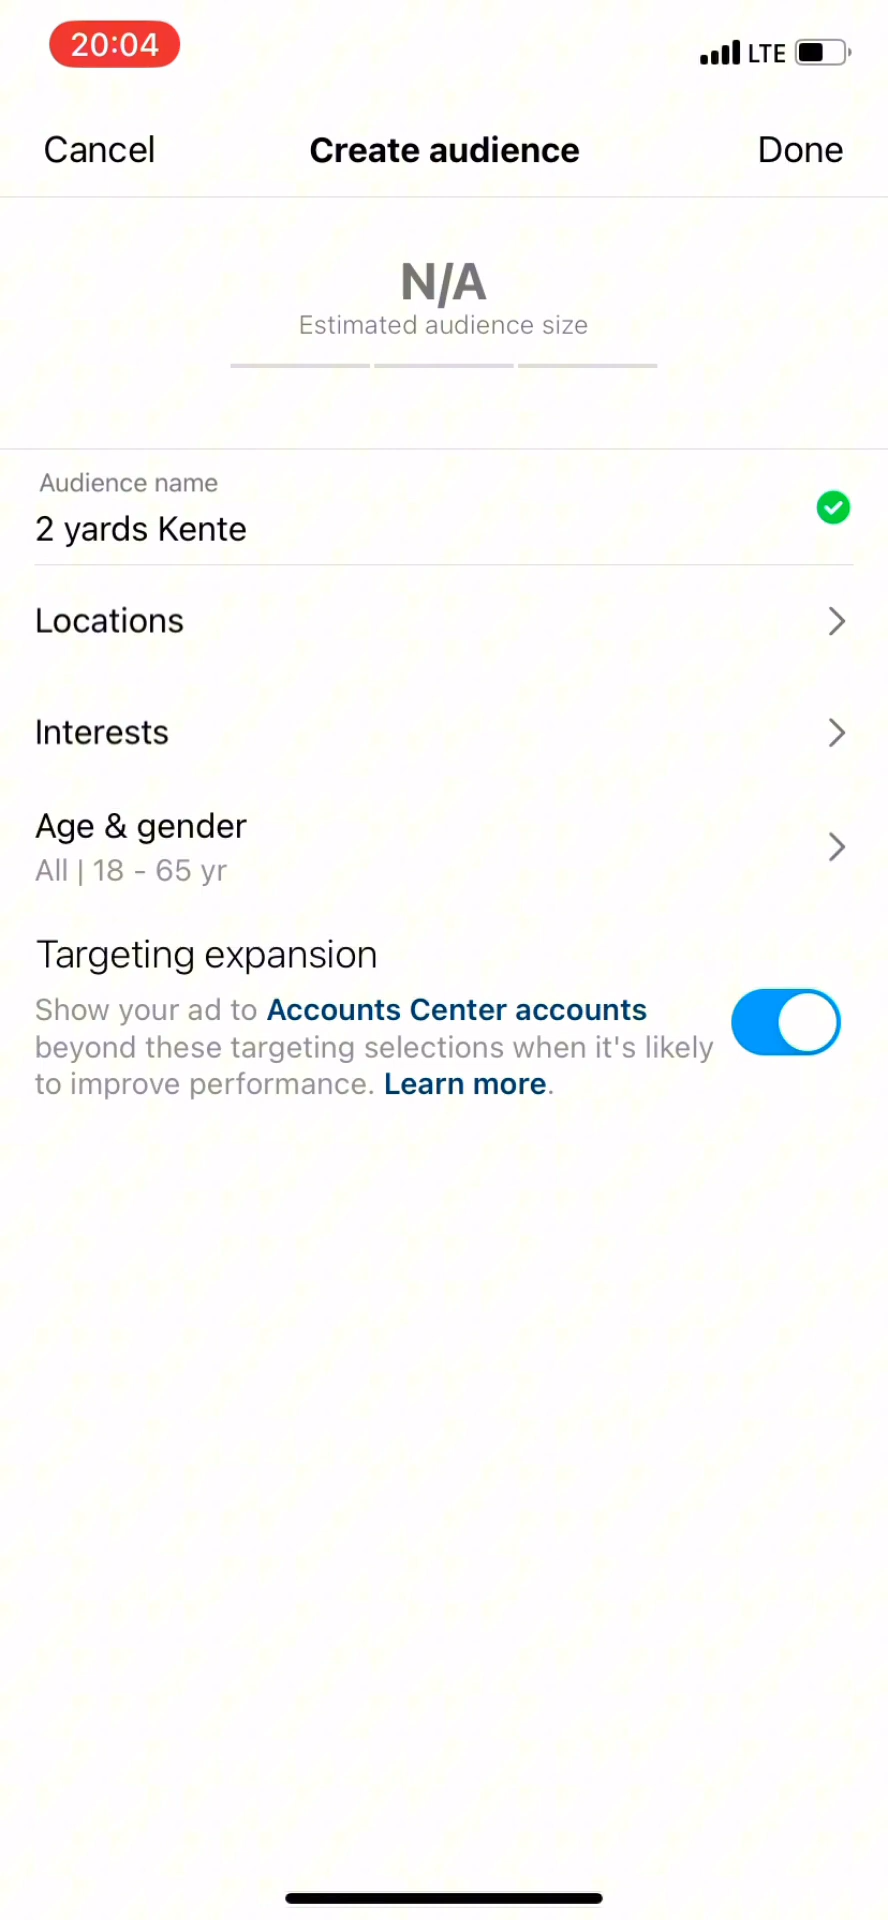 20:04
LTE
Cancel
Create audience
Done
N/A
Estimated audience size
Audience name
2 yards Kente
Locations
Interests
Age & gender
All | 18 - 65 yr
Targeting expansion
Show your ad to Accounts Center accounts
beyond these targeting selections when it's likely
to improve performance. Learn more.